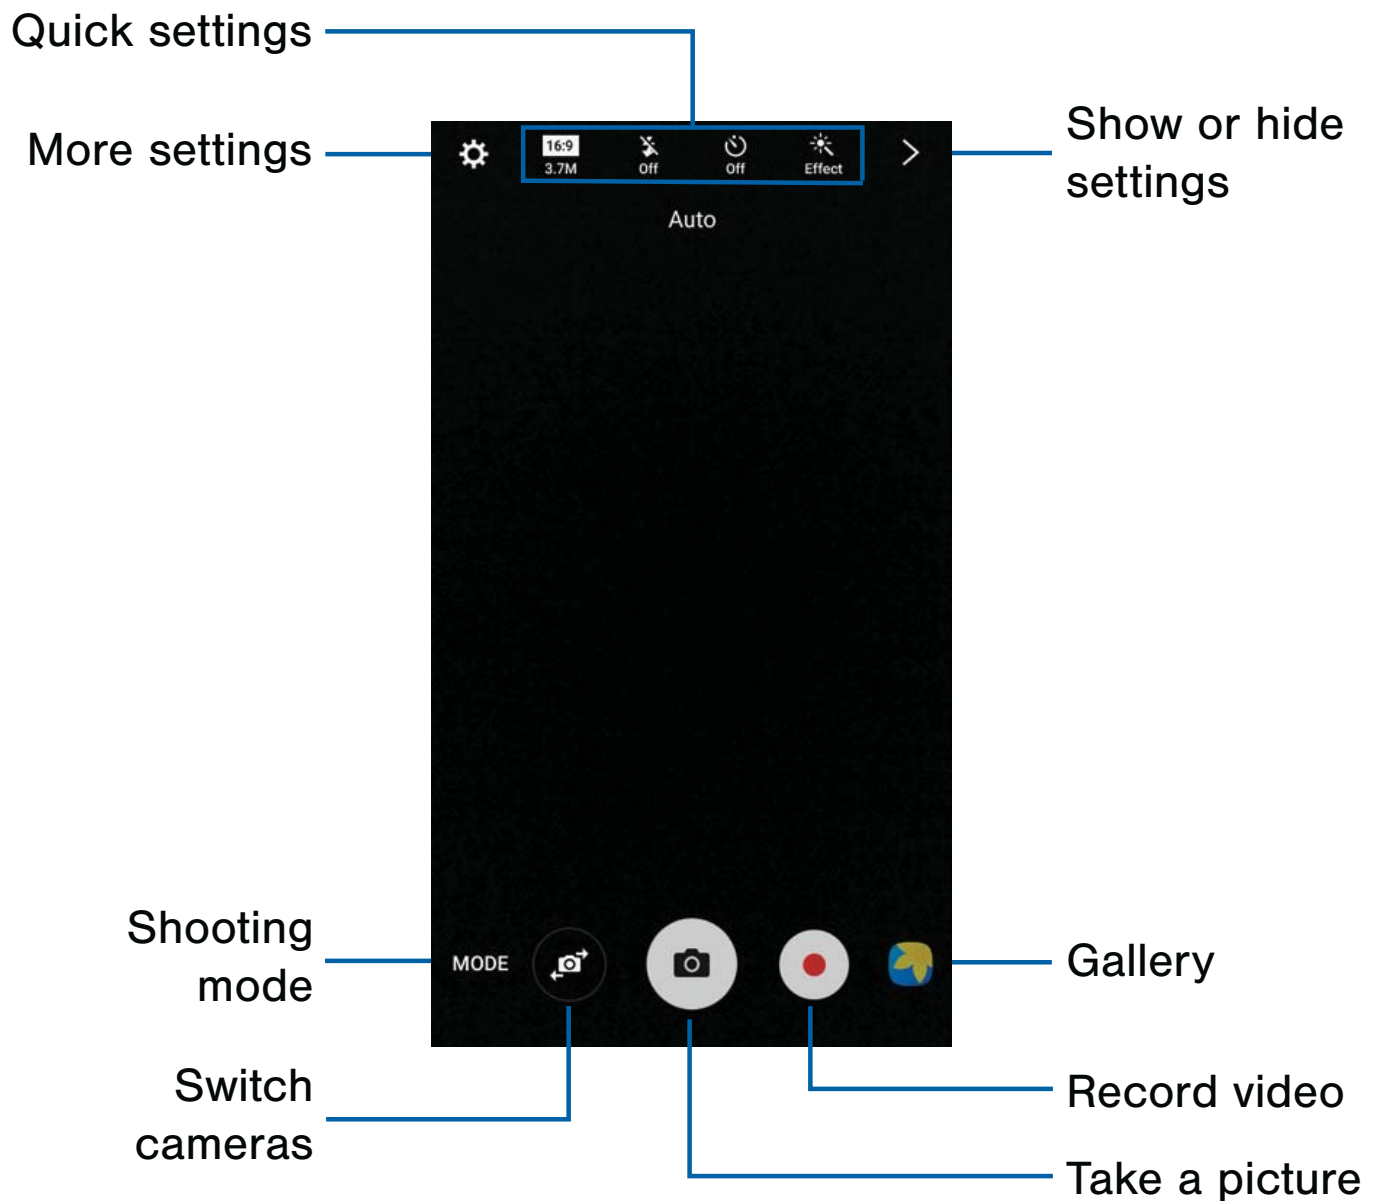 Quick settings
More settings
Show or hide
settings
16:9
3.7M
Off
Off
Effect
Auto
Shooting
mode
MODE
Gallery
Switch
cameras
Record video
Take a picture